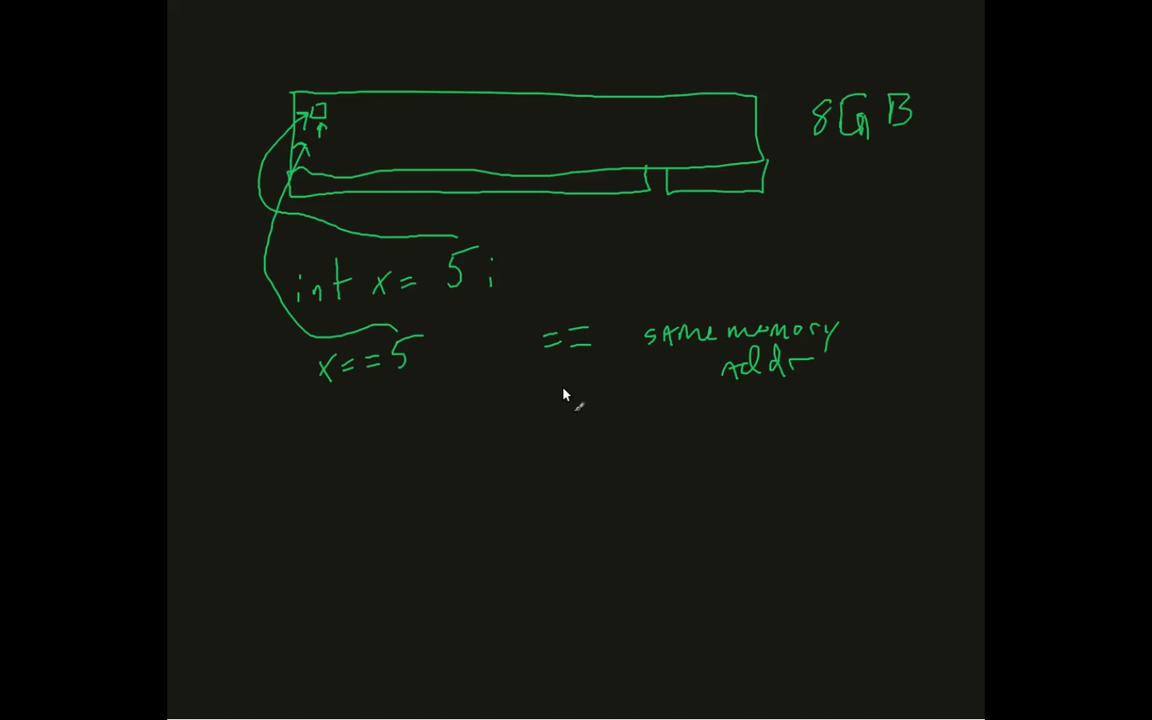 8GB
int x = 5;
x==5
== same memory
addr